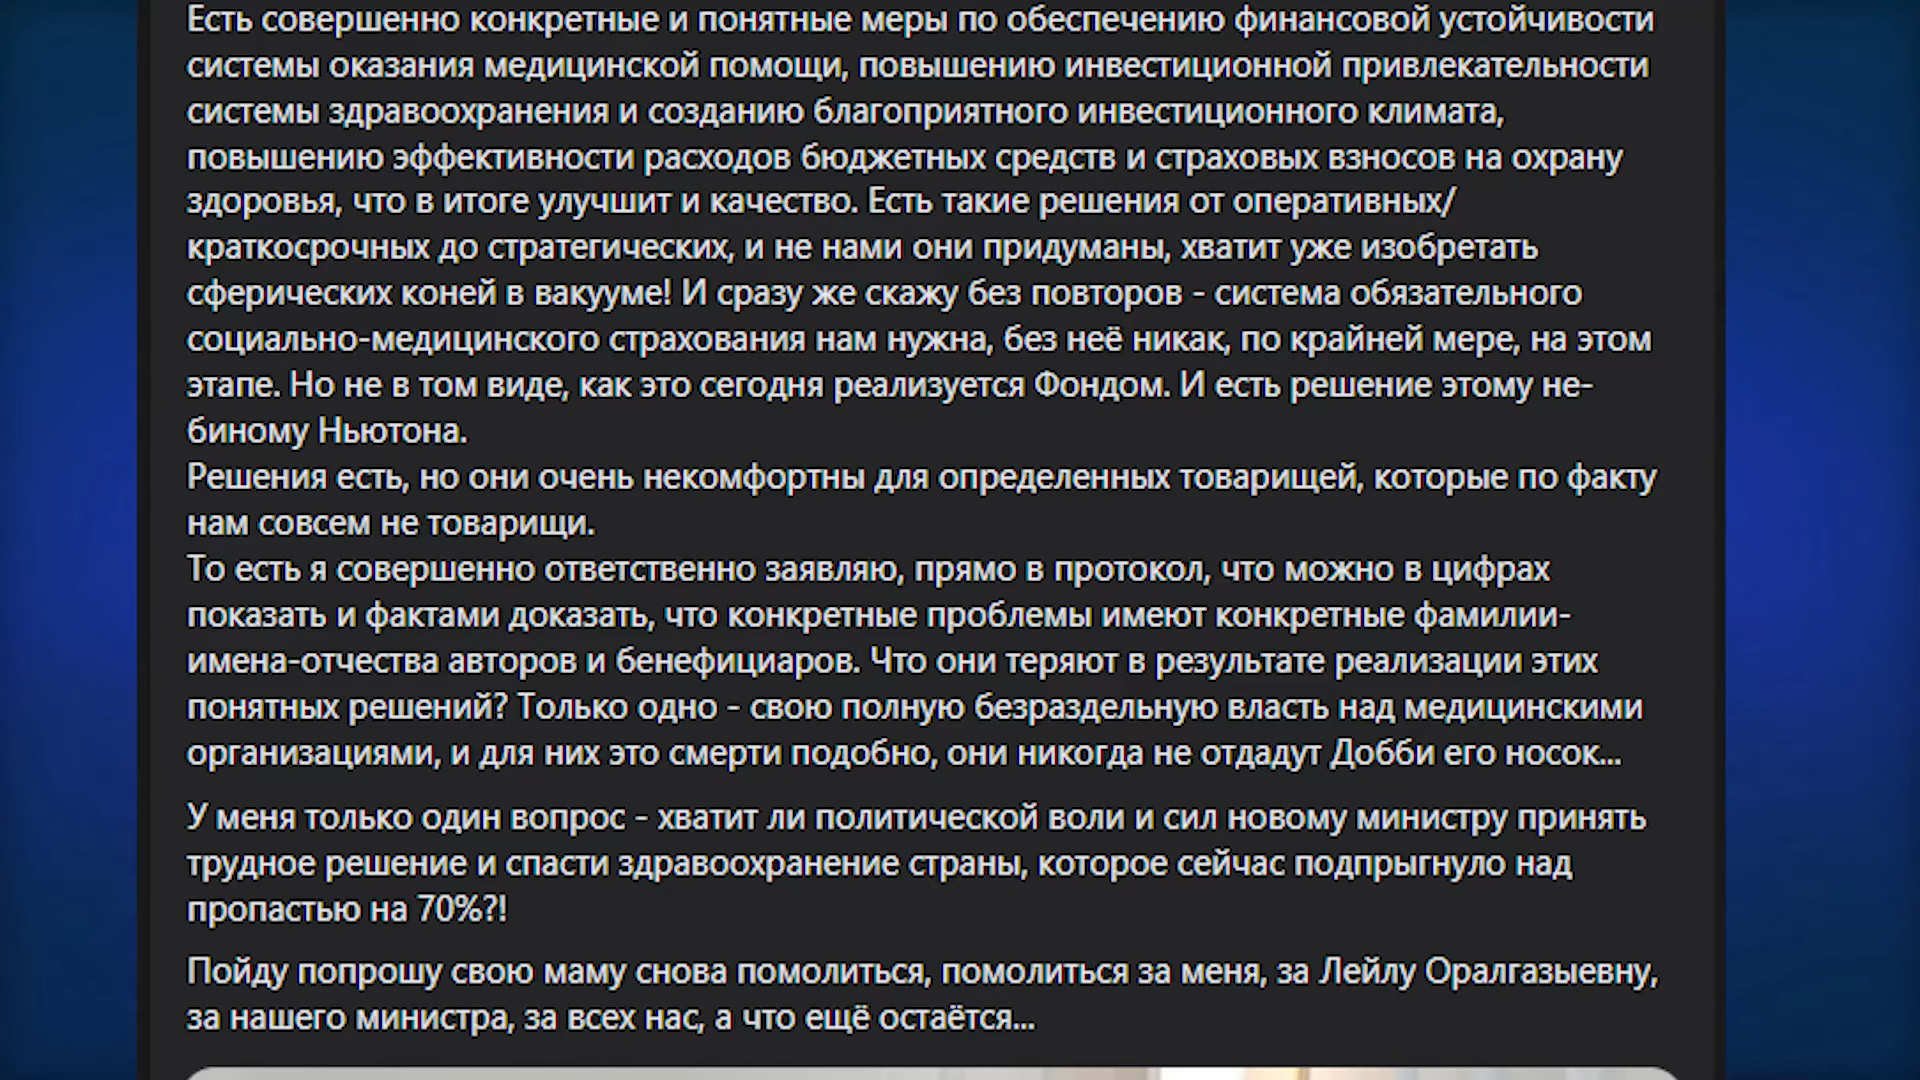 Есть совершенно конкретные и понятные меры по обеспечению финансовой устойчивости
системы оказания медицинской помощи, повышению инвестиционной привлекательности
системы здравоохранения и созданию благоприятного инвестиционного климата,
повышению эффективности расходов бюджетных средств и страховых взносов на охрану
здоровья, что в итоге улучшит и качество. Есть такие решения от оперативных/
краткосрочных до стратегических, и не нами они придуманы, хватит уже изобретать
сферических коней в вакууме! И сразу же скажу без повторов - система обязательного
социально-медицинского страхования нам нужна, без неё никак, по крайней мере, на этом
этапе. Но не в том виде, как это сегодня реализуется Фондом. И есть решение этому не-
биному Ньютона.
Решения есть, но они очень некомфортны для определенных товарищей, которые по факту
нам совсем не товарищи.
То есть я совершенно ответственно заявляю, прямо в протокол, что можно в цифрах
показать и фактами доказать, что конкретные проблемы имеют конкретные фамилии-
имена-отчества авторов и бенефициаров. Что они теряют в результате реализации этих
понятных решений? Только одно - свою полную безраздельную власть над медицинскими
организациями, и для них это смерти подобно, они никогда не отдадут Добби его носок...
У меня только один вопрос - хватит ли политической воли и сил новому министру принять
трудное решение и спасти здравоохранение страны, которое сейчас подпрыгнуло над
пропастью на 70%?!
Пойду попрошу свою маму снова помолиться, помолиться за меня, за Лейлу Оралгазыевну,
за нашего министра, за всех нас, а что ещё остаётся...